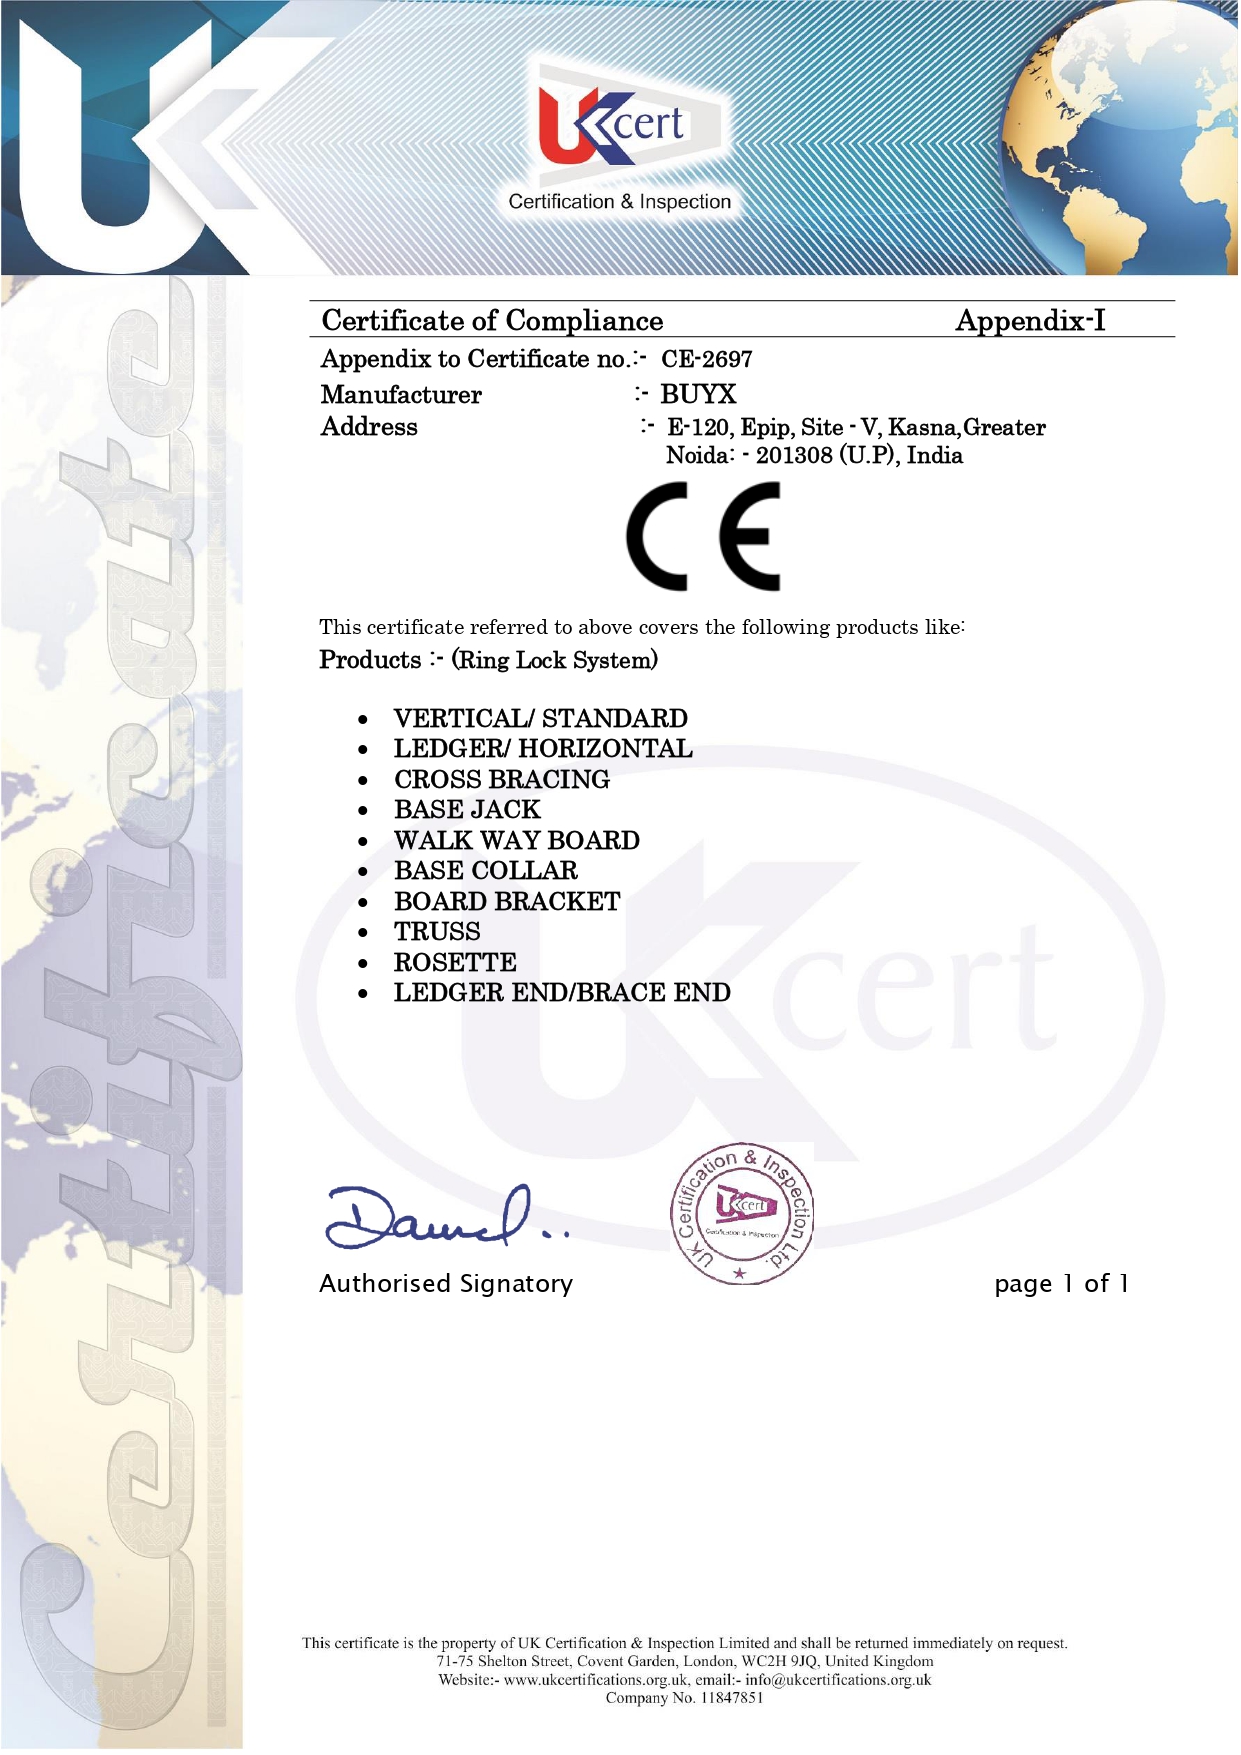 UK
UKcert
Certification & Inspection
Certificate
Certificate of Compliance Appendix-I
Appendix to Certificate no.:- CE-2697
Manufacturer :- BUYX
Address :- E-120, Epip, Site - V, Kasna,Greater
Noida: - 201308 (U.P), India
CE
This certificate referred to above covers the following products like:
Products :- (Ring Lock System)
• VERTICAL/ STANDARD
• LEDGER/ HORIZONTAL
• CROSS BRACING
• BASE JACK
• WALK WAY BOARD
• BASE COLLAR
• BOARD BRACKET
• TRUSS
• ROSETTE
• LEDGER END/BRACE END
UKcert
UK Certification & Inspection Ltd.
UKcert
Certification & Inspection
Authorised Signatory page 1 of 1
This certificate is the property of UK Certification & Inspection Limited and shall be returned immediately on request.
71-75 Shelton Street, Covent Garden, London, WC2H 9JQ, United Kingdom
Website:- www.ukcertifications.org.uk, email:- info@ukcertifications.org.uk
Company No. 11847851